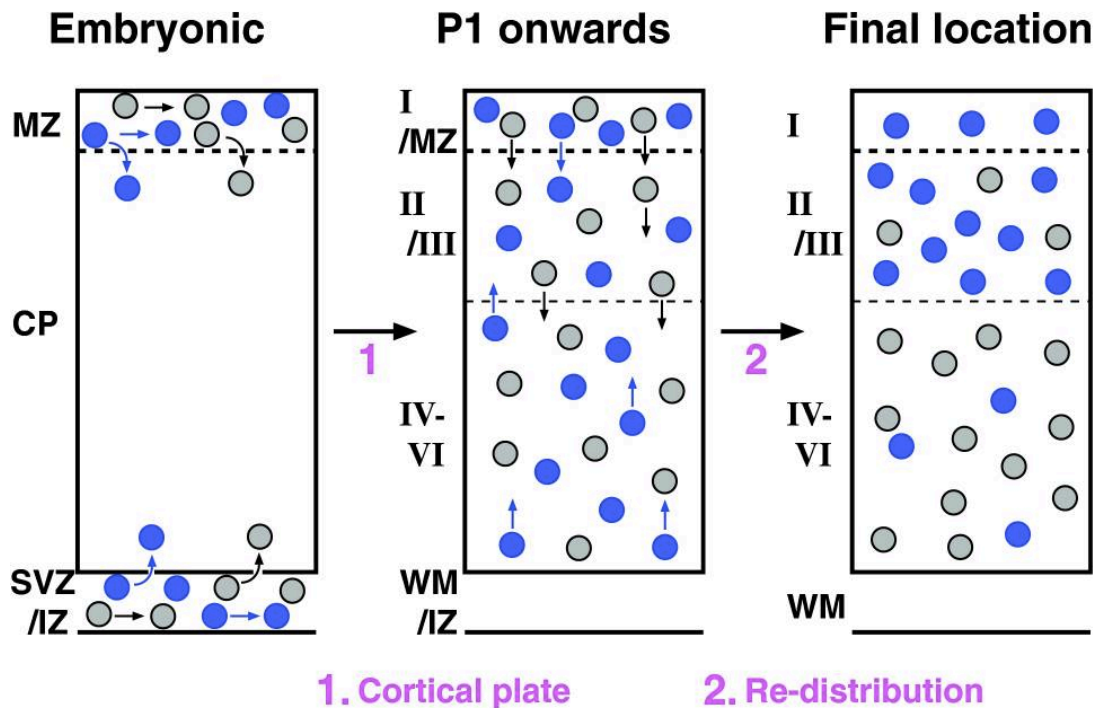 Embryonic
P1 onwards
Final location
MZ
CP
SVZ
/IZ
1
I
/MZ
II
/III
IV-
VI
WM
/IZ
2
I
II
/III
IV-
VI
WM
1. Cortical plate
2. Re-distribution